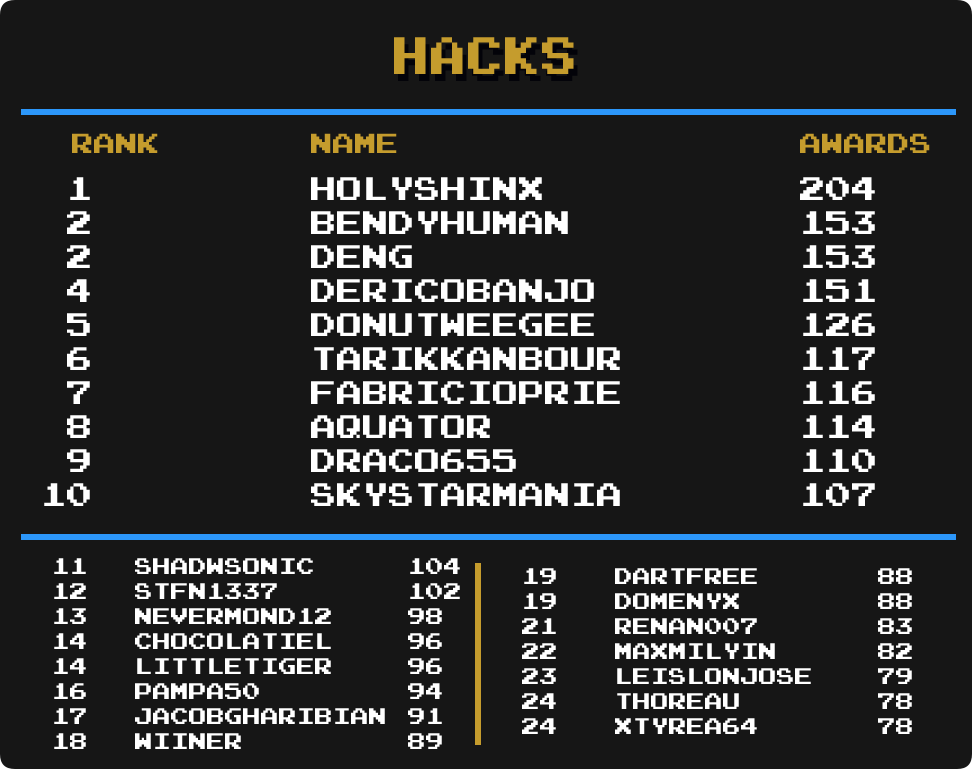 HACKS
RANK NAME AWARDS
1 HOLYSHINX 204
2 BENDYHUMAN 153
2 DENG 153
4 DERICOBANJO 151
5 DONUTWEEGEE 126
6 TARIKKANBOUR 117
7 FABRICIOPRIE 116
8 AQUATOR 114
9 DRACO655 110
10 SKYSTARMANIA 107
11 SHADWSONIC 104
12 STFN1337 102
13 NEVERMOND12 98
14 CHOCOLATIEL 96
14 LITTLETIGER 96
16 PAMPA50 94
17 JACOBGHARIBIAN 91
18 WIINER 89
19 DARTFREE 88
19 DOMENYX 88
21 RENAN007 83
22 MAXMILYIN 82
23 LEISLONJOSE 79
24 THOREAU 78
24 XTYREA64 78